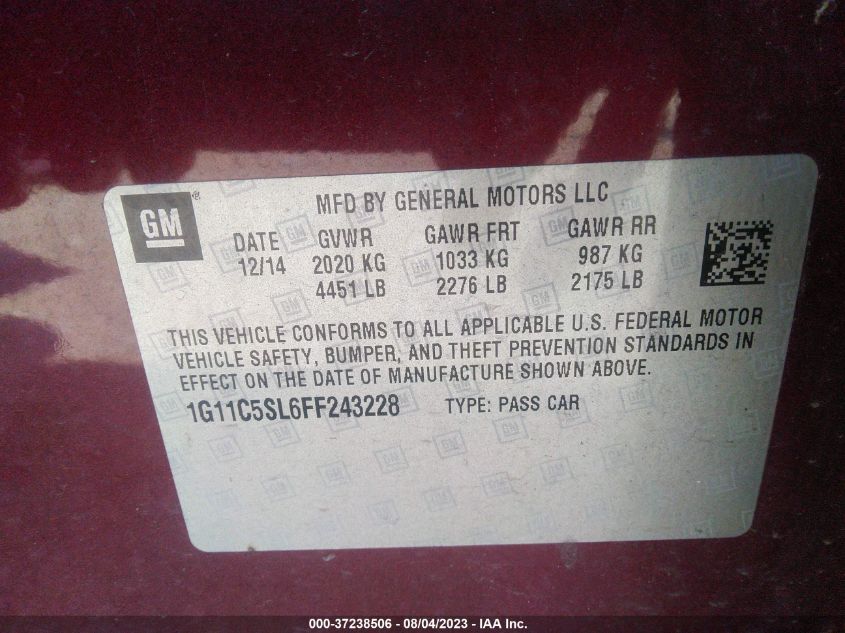 GM
MFD BY GENERAL MOTORS LLC
DATE GVWR GAWR FRT GAWR RR
12/14 2020 KG 1033 KG 987 KG
4451 LB 2276 LB 2175 LB
THIS VEHICLE CONFORMS TO ALL APPLICABLE U.S. FEDERAL MOTOR
VEHICLE SAFETY, BUMPER, AND THEFT PREVENTION STANDARDS IN
EFFECT ON THE DATE OF MANUFACTURE SHOWN ABOVE.
1G11C5SL6FF243228 TYPE: PASS CAR
000-37238506 - 08/04/2023 - IAA Inc.